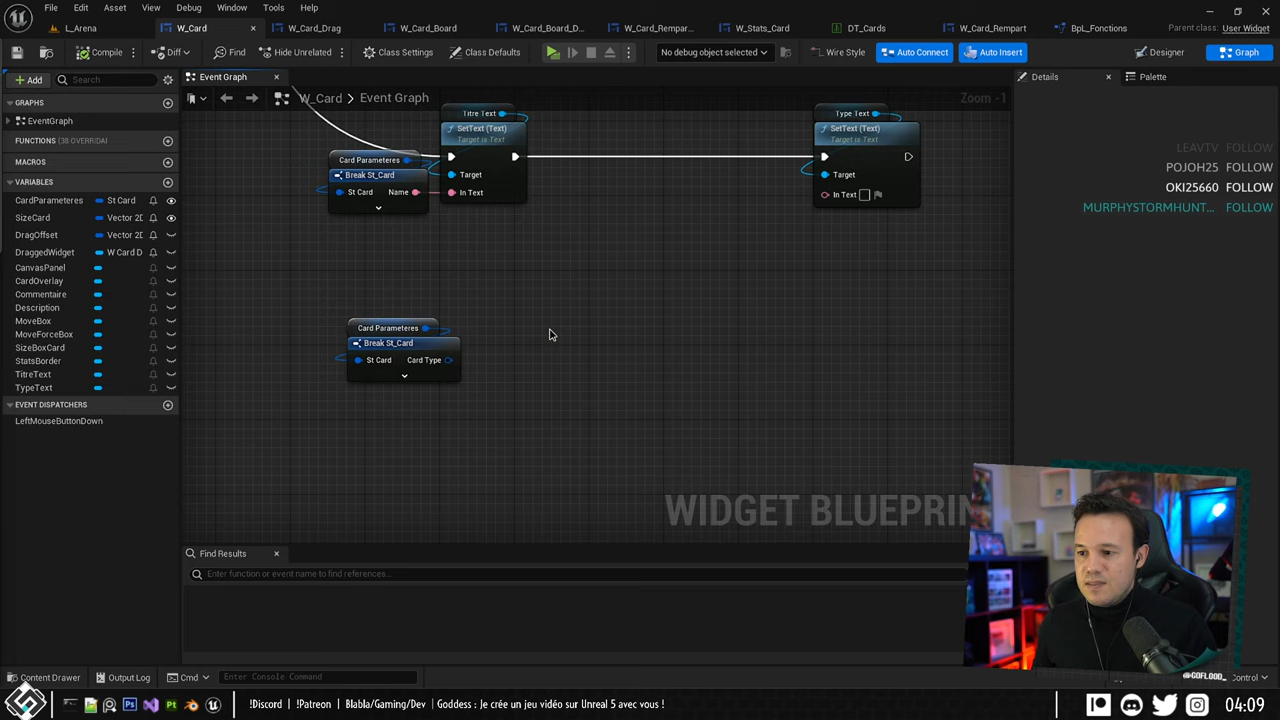 File Edit Asset View Debug Window Tools Help
L_Arena W_Card W_Card_Drag W_Card_Board W_Card_Board_D... W_Card_Rempar... W_Stats_Card DT_Cards W_Card_Rempart BpL_Fonctions Parent class: User Widget
Compile Diff Find Hide Unrelated Class Settings Class Defaults No debug object selected Wire Style Auto Connect Auto Insert Designer Graph
Add Search
Event Graph
Details Palette
W_Card > Event Graph
Zoom -1
GRAPHS
EventGraph
FUNCTIONS (38 OVERRIDAI
MACROS
VARIABLES
CardParameteres St Card
SizeCard Vector 2D
DragOffset Vector 2D
DraggedWidget W Card D
CanvasPanel
CardOverlay
Commentaire
Description
MoveBox
MoveForceBox
SizeBoxCard
StatsBorder
TitreText
TypeText
EVENT DISPATCHERS
LeftMouseButtonDown
Titre Text
SetText (Text)
Target is Text
Target
In Text
Card Parameteres
Break St_Card
St Card Name
Type Text
SetText (Text)
Target is Text
Target
In Text
Card Parameteres
Break St_Card
St Card Card Type
LEAVTV FOLLOW
POJOH25 FOLLOW
OKI25660 FOLLOW
MURPHYSTORMHUNT... FOLLOW
WIDGET BLUEPRIN
Find Results
Enter function or event name to find references...
Content Drawer Output Log Cmd Enter Console Command
@GOFLOOD_
!Discord !Patreon Blabla/Gaming/Dev Goddess : Je crée un jeu vidéo sur Unreal 5 avec vous ! 04:09